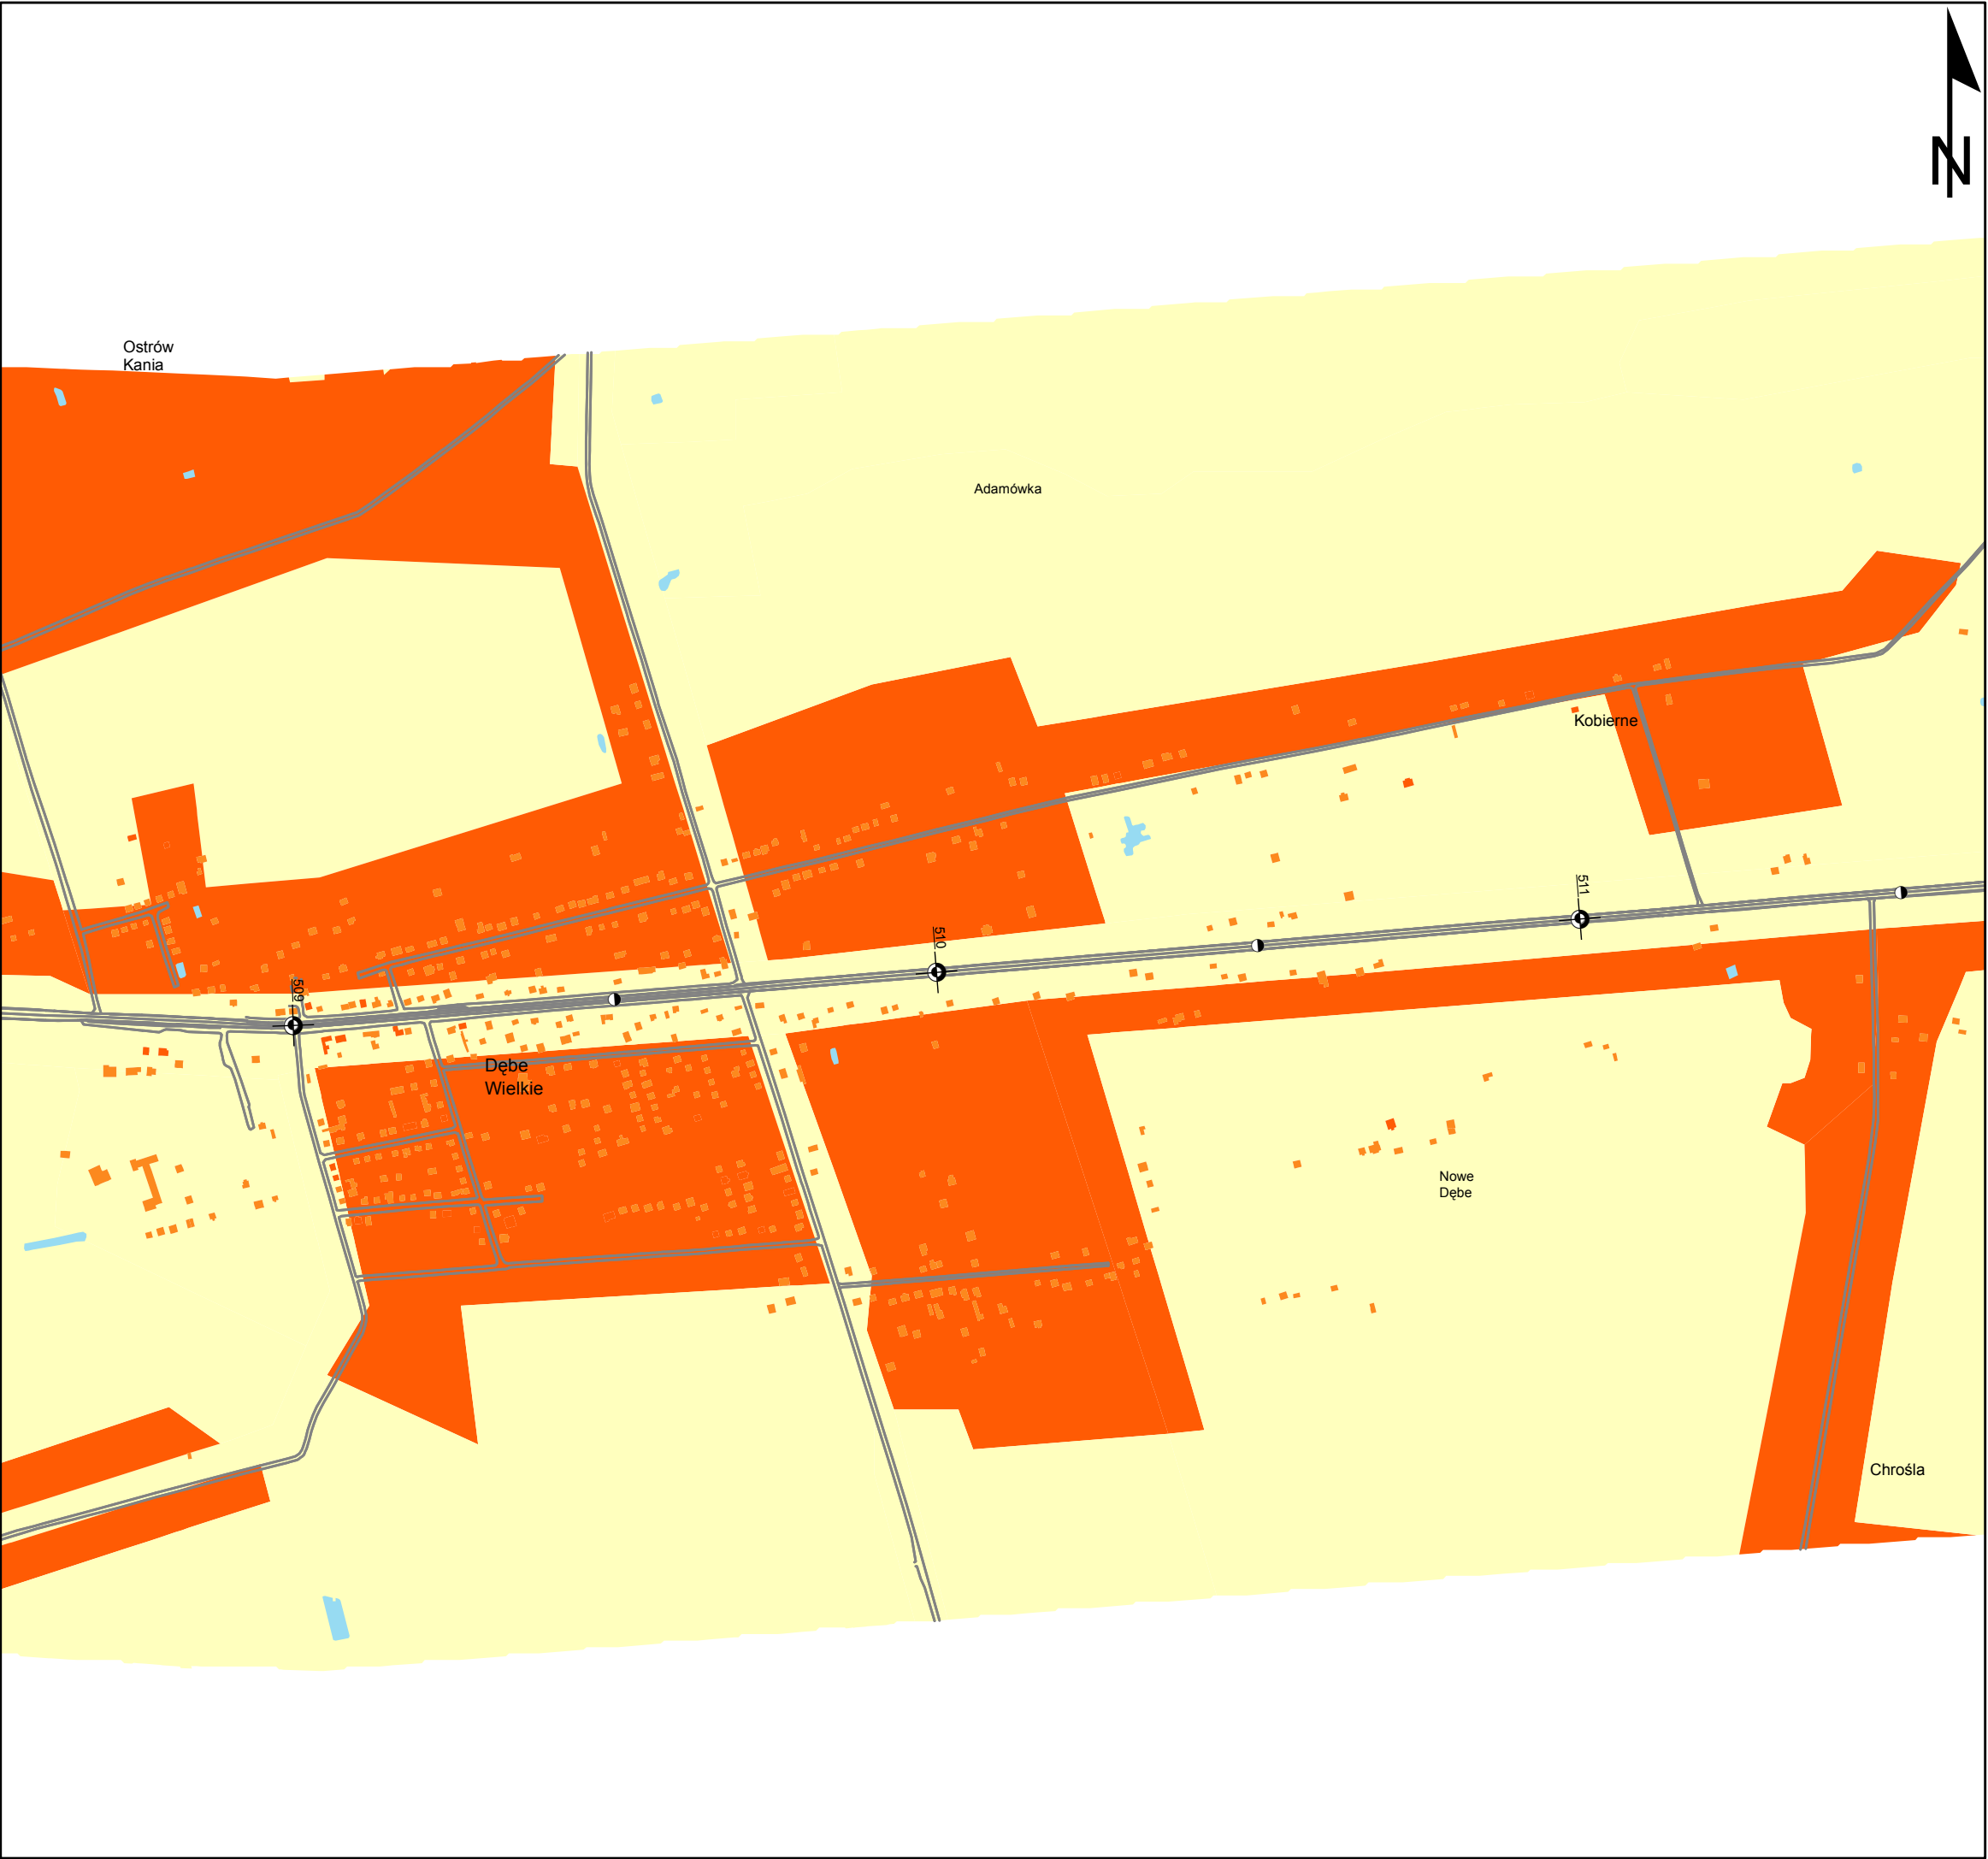 N
Ostrów
Kania
Adamówka
Kobierne
511
510
509
Dębe
Wielkie
Nowe
Dębe
Chrośla